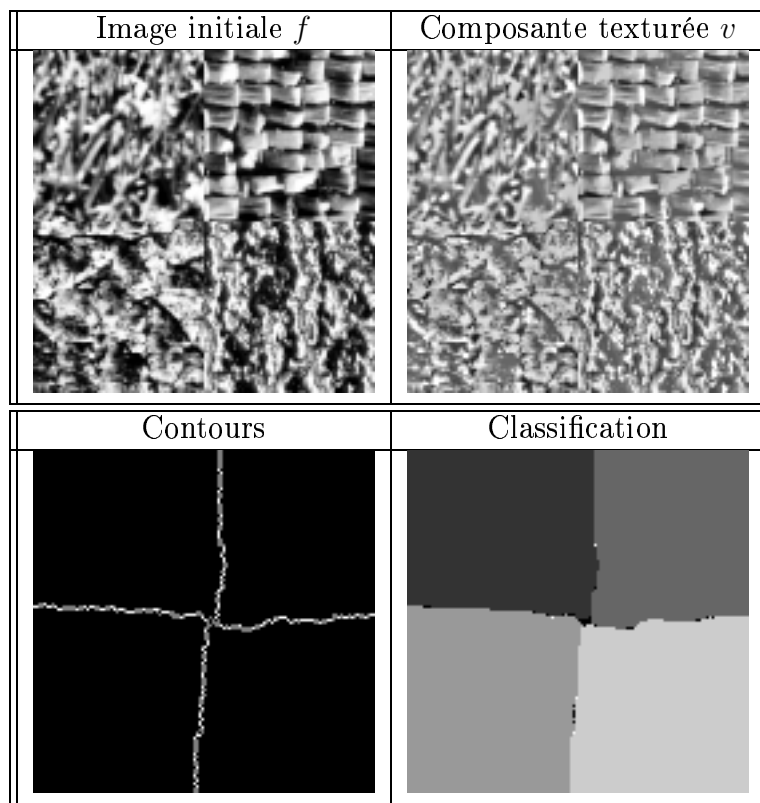 Image initiale f
Composante texturée v
Contours
Classification